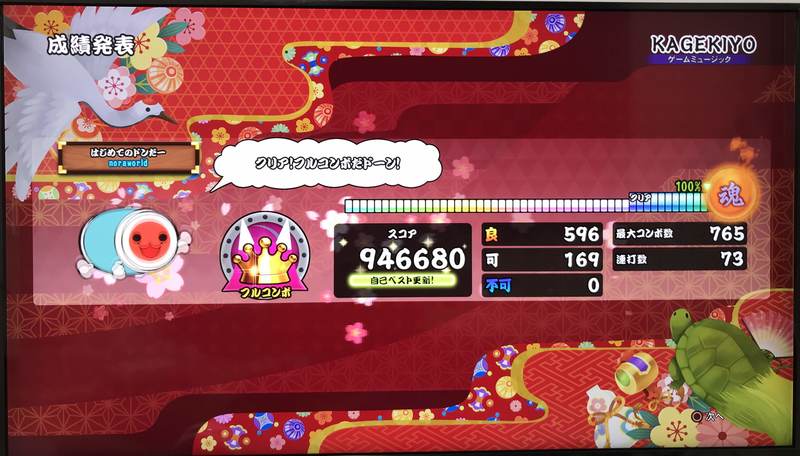 成績発表
KAGEKIYO
ゲームミュージック
はじめてのドンだー
noraworld
クリア!フルコンボだドーン!
100%
クリア
魂
フルコンボ
スコア
946680
自己ベスト更新!
良 596
可 169
不可 0
最大コンボ数 765
連打数 73
次へ